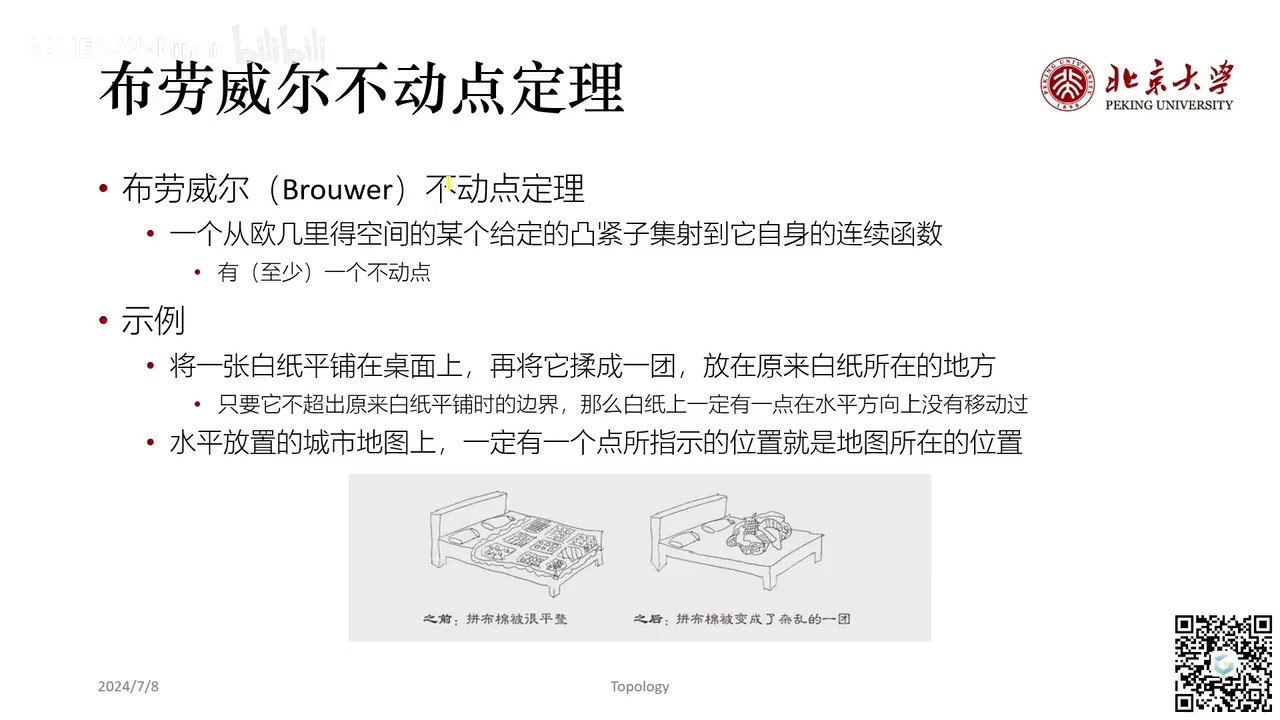 bilibili
布劳威尔不动点定理
北京大学
PEKING UNIVERSITY
• 布劳威尔（Brouwer）不动点定理
• 一个从欧几里得空间的某个给定的凸紧子集射到它自身的连续函数
• 有（至少）一个不动点
• 示例
• 将一张白纸平铺在桌面上，再将它揉成一团，放在原来白纸所在的地方
• 只要它不超出原来白纸平铺时的边界，那么白纸上一定有一点在水平方向上没有移动过
• 水平放置的城市地图上，一定有一个点所指示的位置就是地图所在的位置
之前：拼布棉被很平整
之后：拼布棉被变成了杂乱的一团
2024/7/8
Topology